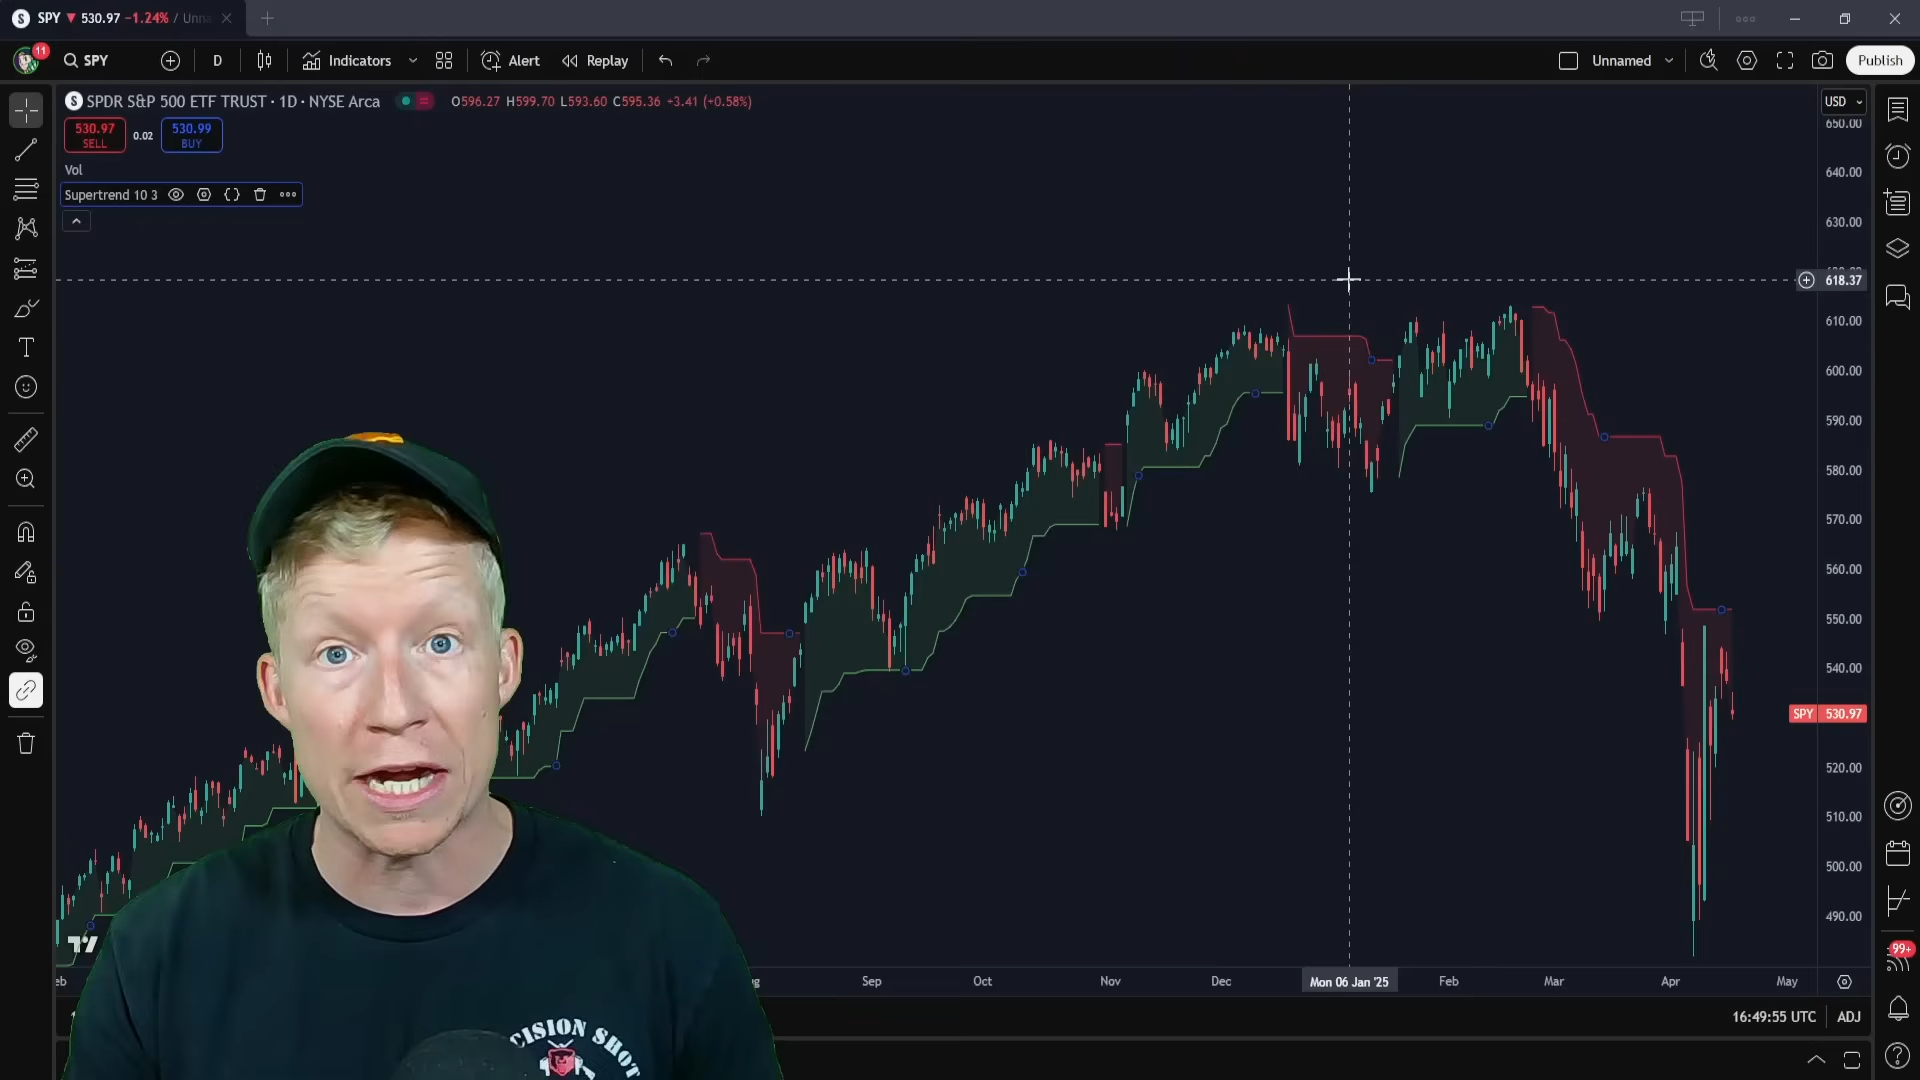 S SPY ▼ 530.97 −1.24% / Unna
11 SPY D Indicators Alert Replay Unnamed Publish
S SPDR S&P 500 ETF TRUST · 1D · NYSE Arca O596.27 H599.70 L593.60 C595.36 +3.41 (+0.58%)
USD
530.97 SELL 0.02 530.99 BUY
Vol
Supertrend 10 3
650.00
640.00
630.00
618.37
610.00
600.00
590.00
580.00
570.00
560.00
550.00
540.00
SPY 530.97
520.00
510.00
500.00
490.00
99+
eb Sep Oct Nov Dec Mon 06 Jan '25 Feb Mar Apr May
16:49:55 UTC ADJ
CISION SHOT